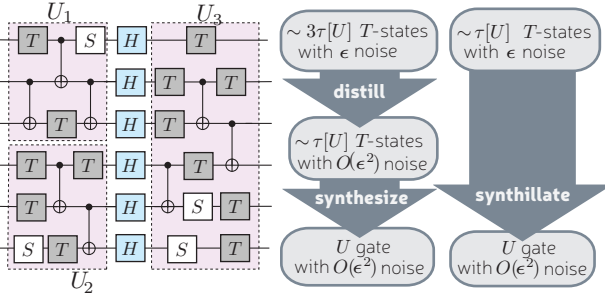 U₁ U₃
T S H T
H T T
T H T
T T H
T H S T
S T H S T
U₂
∼ 3τ[U] T-states
with ϵ noise
distill
∼ τ[U] T-states
with O(ϵ²) noise
synthesize
U gate
with O(ϵ²) noise
∼ τ[U] T-states
with ϵ noise
synthillate
U gate
with O(ϵ²) noise